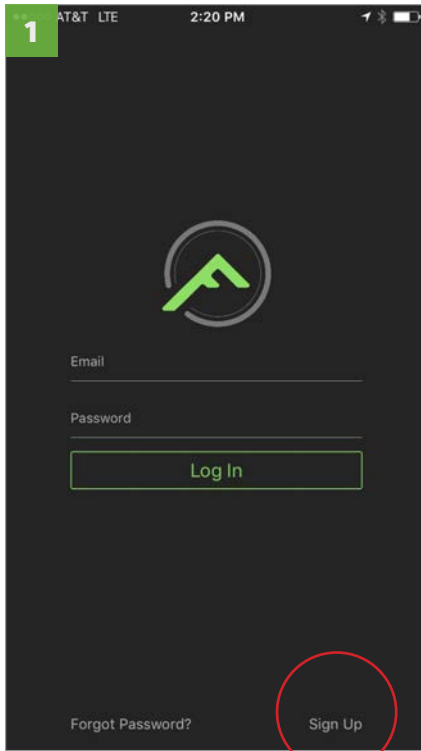 1
AT&T LTE 2:20 PM
Email
Password
Log In
Forgot Password? Sign Up